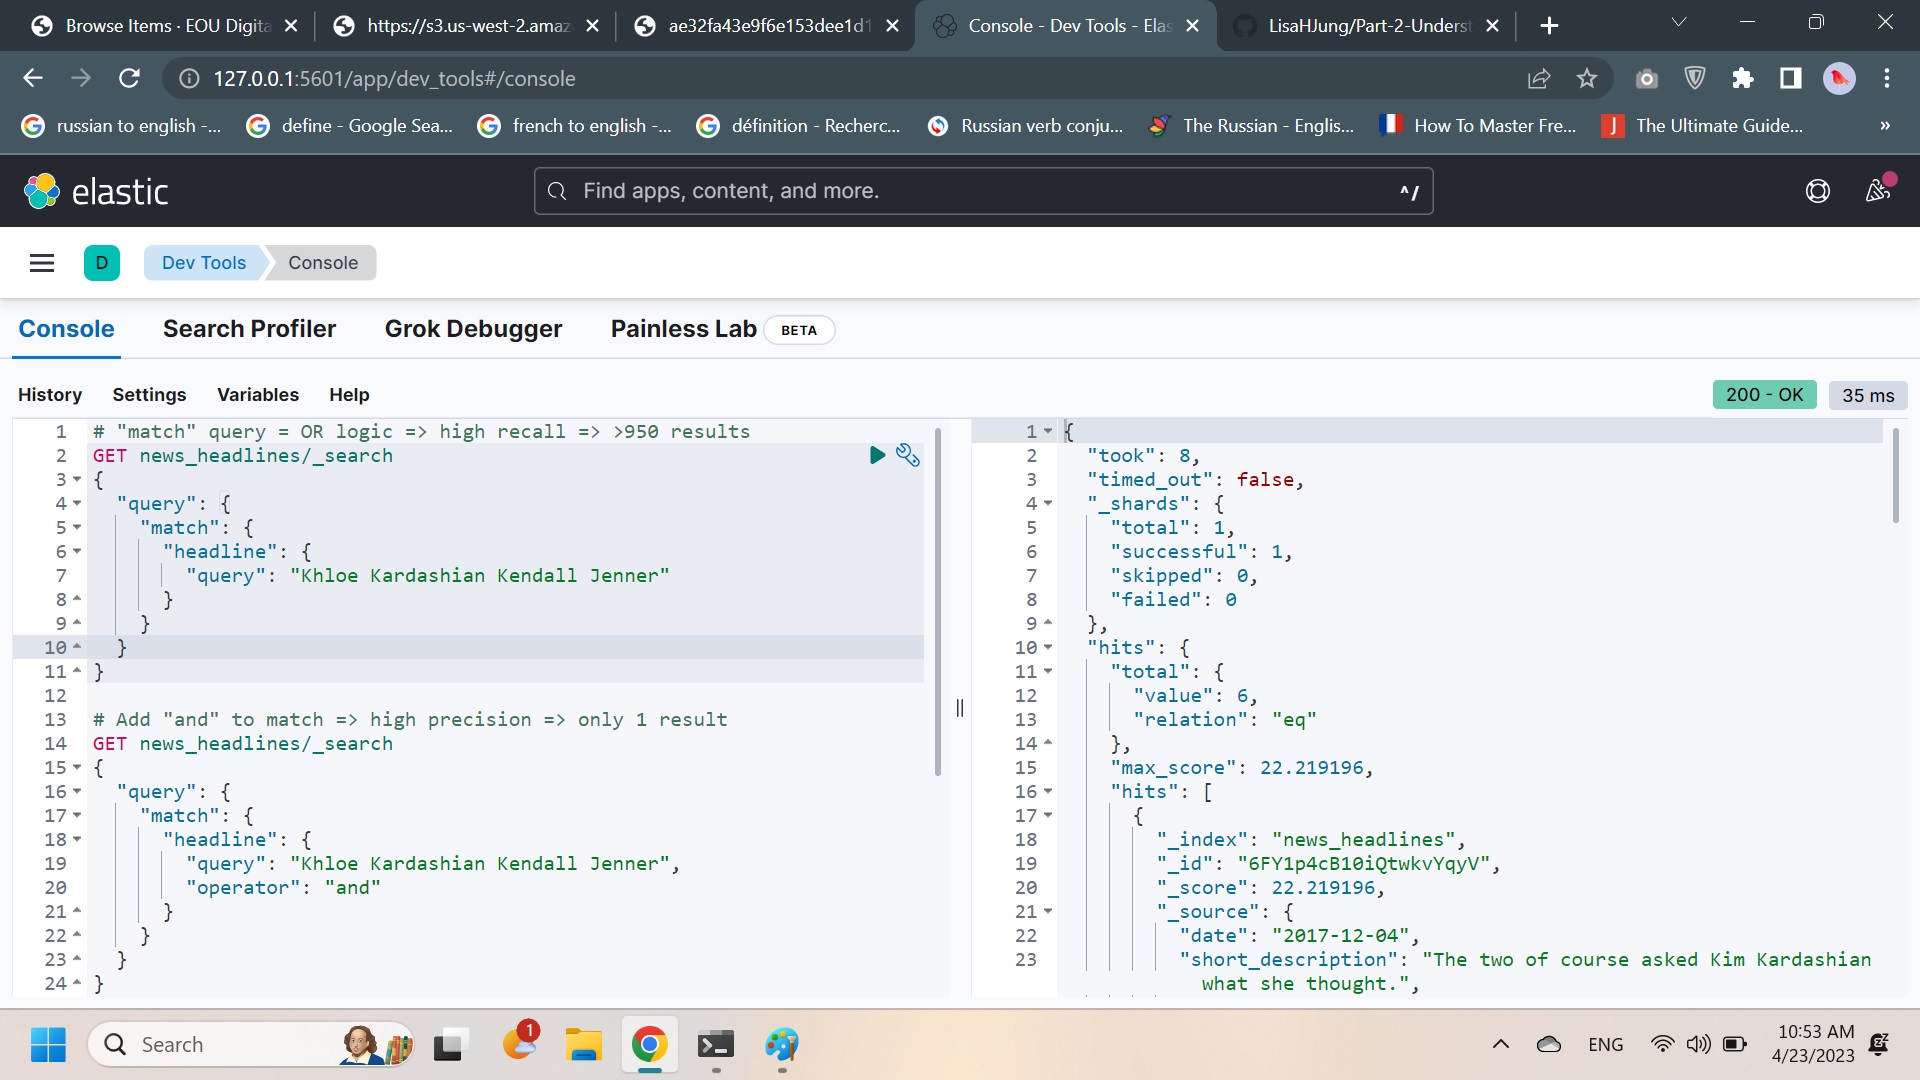 Browse Items · EOU Digita
https://s3.us-west-2.amaz
ae32fa43e9f6e153dee1d1
Console - Dev Tools - Elas
LisaHJung/Part-2-Underst
127.0.0.1:5601/app/dev_tools#/console
russian to english -...
define - Google Sea...
french to english -...
définition - Recherc...
Russian verb conju...
The Russian - Englis...
How To Master Fre...
The Ultimate Guide...
»
elastic
Find apps, content, and more.
^/
D
Dev Tools
Console
Console
Search Profiler
Grok Debugger
Painless Lab
BETA
History
Settings
Variables
Help
200 - OK
35 ms
1 # "match" query = OR logic => high recall => >950 results
2 GET news_headlines/_search
3 {
4 "query": {
5 "match": {
6 "headline": {
7 "query": "Khloe Kardashian Kendall Jenner"
8 }
9 }
10 }
11 }
12
13 # Add "and" to match => high precision => only 1 result
14 GET news_headlines/_search
15 {
16 "query": {
17 "match": {
18 "headline": {
19 "query": "Khloe Kardashian Kendall Jenner",
20 "operator": "and"
21 }
22 }
23 }
24 }
1 {
2 "took": 8,
3 "timed_out": false,
4 "_shards": {
5 "total": 1,
6 "successful": 1,
7 "skipped": 0,
8 "failed": 0
9 },
10 "hits": {
11 "total": {
12 "value": 6,
13 "relation": "eq"
14 },
15 "max_score": 22.219196,
16 "hits": [
17 {
18 "_index": "news_headlines",
19 "_id": "6FY1p4cB10iQtwkvYqyV",
20 "_score": 22.219196,
21 "_source": {
22 "date": "2017-12-04",
23 "short_description": "The two of course asked Kim Kardashian
what she thought.",
Search
1
ENG
10:53 AM
4/23/2023